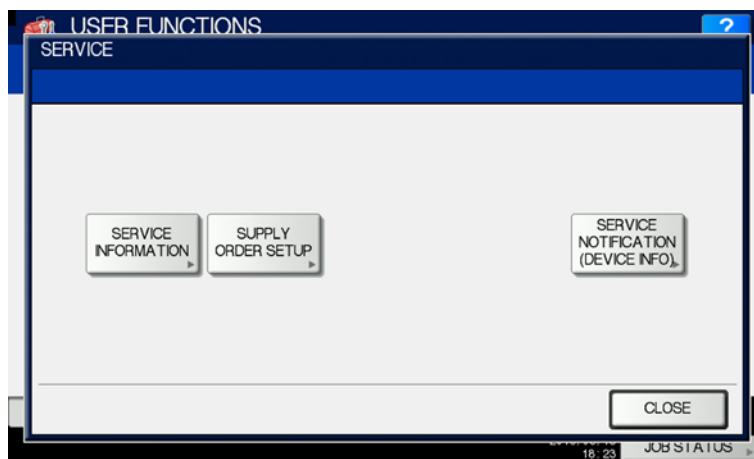 USER FUNCTIONS
?
SERVICE
SERVICE
INFORMATION
SUPPLY
ORDER SETUP
SERVICE
NOTIFICATION
(DEVICE INFO)
CLOSE
18:23
JOB STATUS